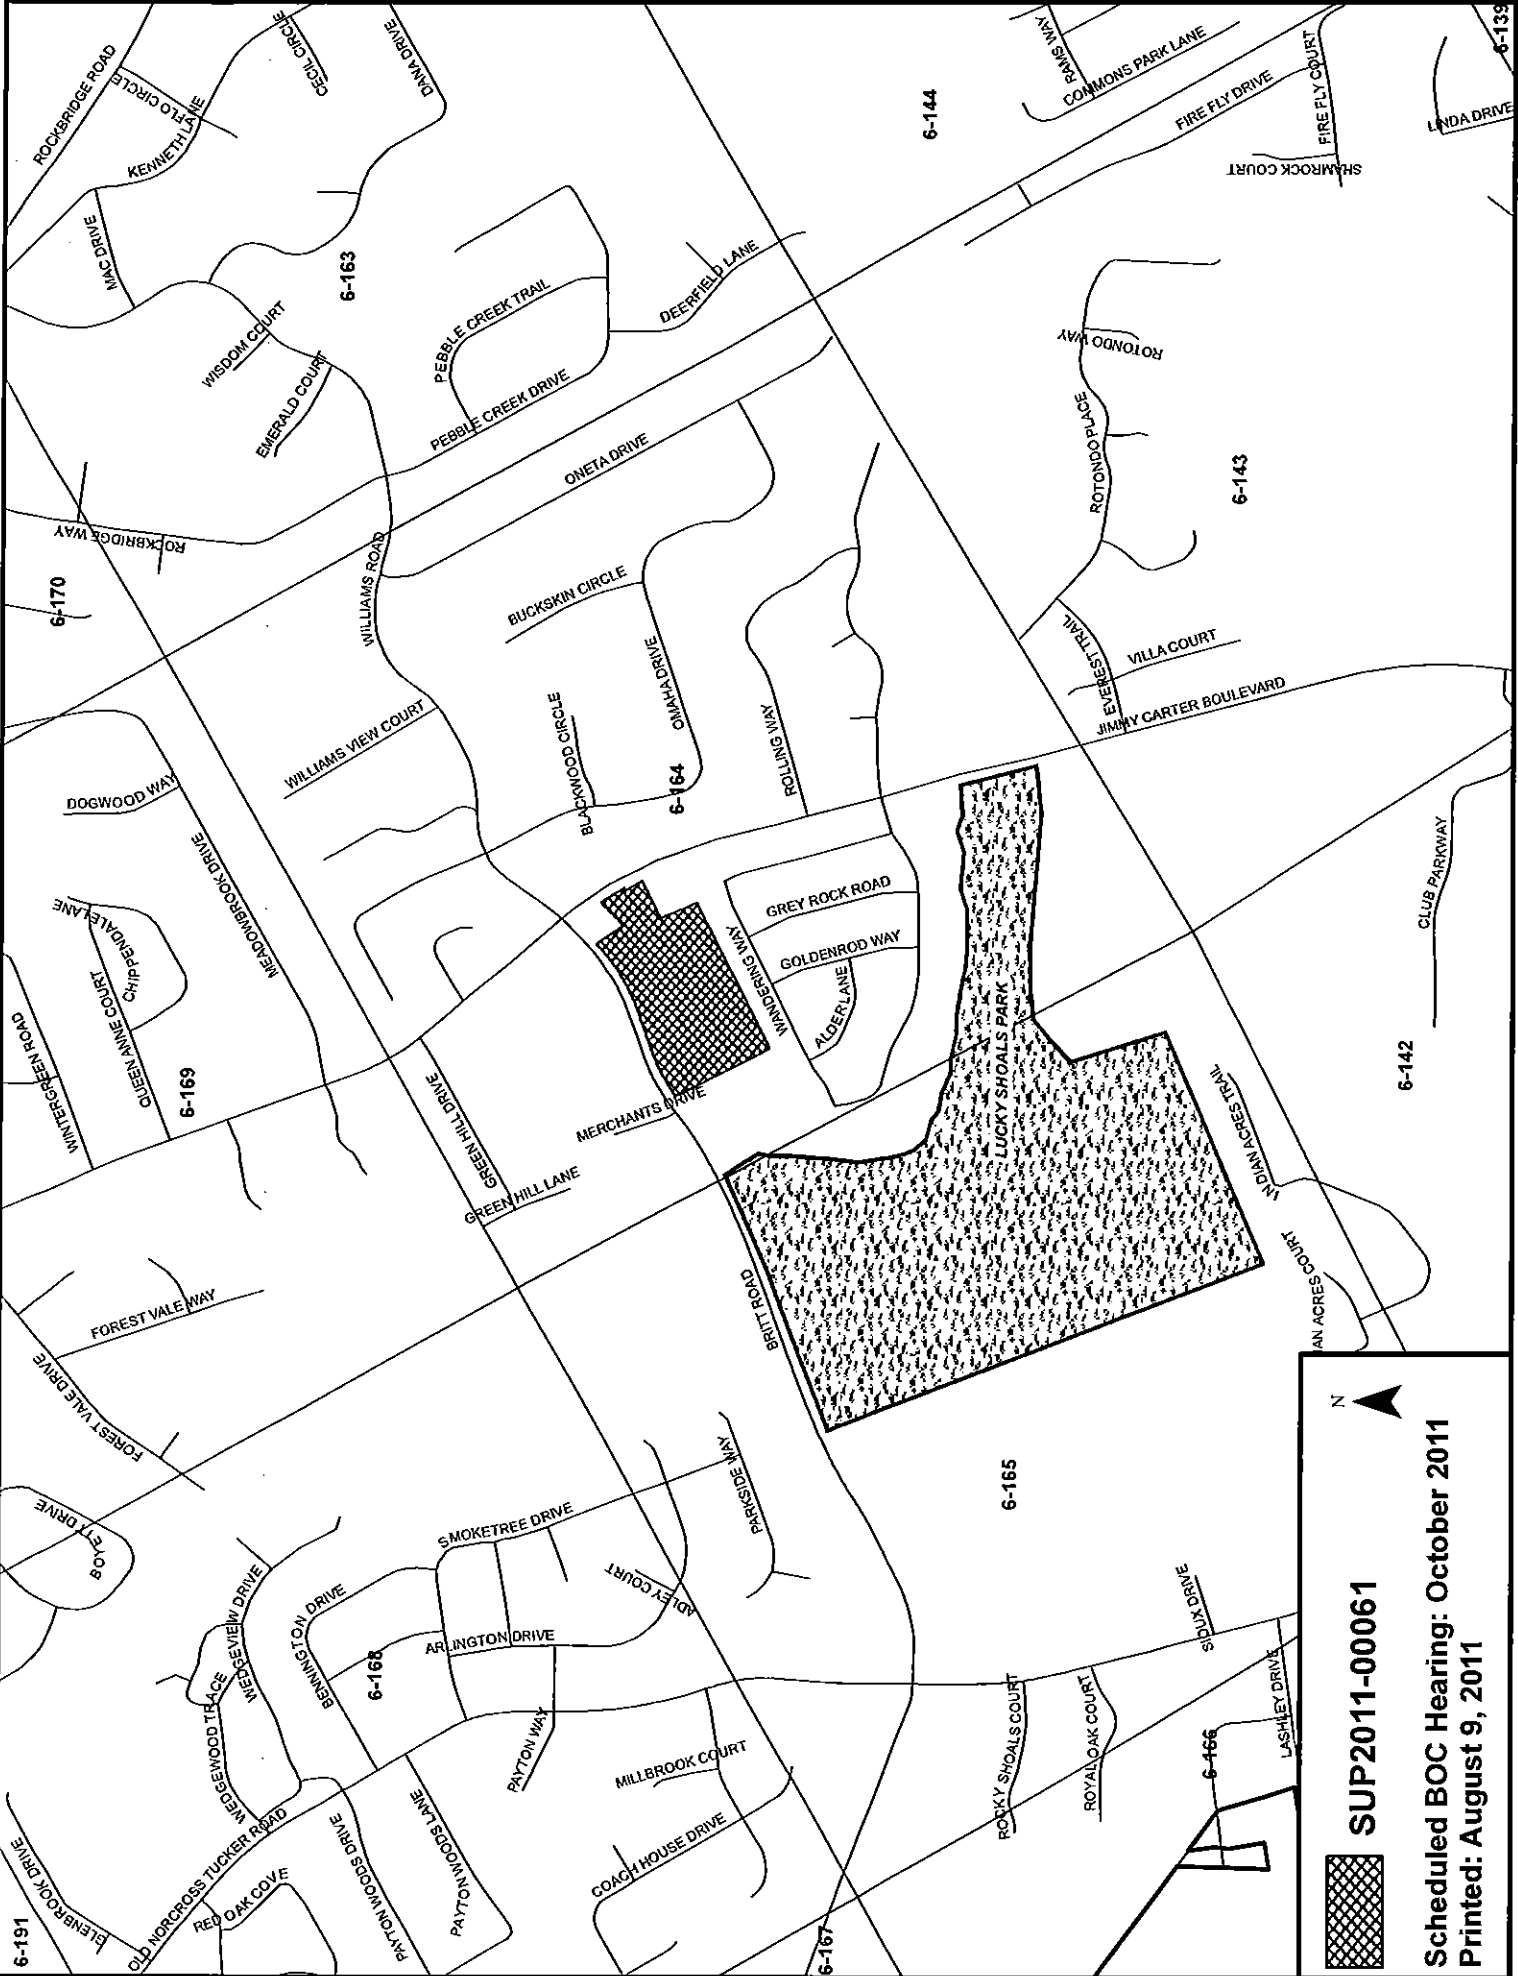 6-191
GLENBROOK DRIVE
OLD NORCROSS TUCKER ROAD
RED OAK COVE
WEDGEWOOD TRACE
WEDGEVIEW DRIVE
BOYETT DRIVE
FOREST VALE DRIVE
FOREST VALE WAY
WINTERGREEN ROAD
QUEEN ANNE COURT
CHIPPENDALE LANE
6-169
DOGWOOD WAY
MEADOWBROOK DRIVE
6-170
ROCKBRIDGE WAY
MAC DRIVE
ROCKBRIDGE ROAD
FLO CIRCLE
KENNETH LANE
CECIL CIRCLE
DANA DRIVE
WISDOM COURT
EMERALD COURT
6-163
PAYTON WOODS DRIVE
PAYTON WOODS LANE
BENNINGTON DRIVE
6-168
ARLINGTON DRIVE
SMOKETREE DRIVE
PAYTON WAY
ADLEY COURT
GREEN HILL DRIVE
GREEN HILL LANE
MERCHANTS DRIVE
WILLIAMS VIEW COURT
WILLIAMS ROAD
PEBBLE CREEK TRAIL
PEBBLE CREEK DRIVE
DEERFIELD LANE
ONETA DRIVE
BUCKSKIN CIRCLE
OMAHA DRIVE
BLACKWOOD CIRCLE
6-164
ROLLING WAY
COACH HOUSE DRIVE
MILLBROOK COURT
PARKSIDE WAY
BRITT ROAD
WANDERING WAY
GREY ROCK ROAD
GOLDENROD WAY
ALDER LANE
6-167
LUCKY SHOALS PARK
6-165
6-144
RAMS WAY
COMMONS PARK LANE
FIRE FLY DRIVE
FIRE FLY COURT
SHAMROCK COURT
LINDA DRIVE
6-139
ROTONDO WAY
ROTONDO PLACE
6-143
EVEREST TRAIL
VILLA COURT
JIMMY CARTER BOULEVARD
ROCKY SHOALS COURT
ROYAL OAK COURT
SIOUX DRIVE
6-166
LASHLEY DRIVE
INDIAN ACRES TRAIL
IAN ACRES COURT
6-142
CLUB PARKWAY
N
SUP2011-00061
Scheduled BOC Hearing: October 2011
Printed: August 9, 2011